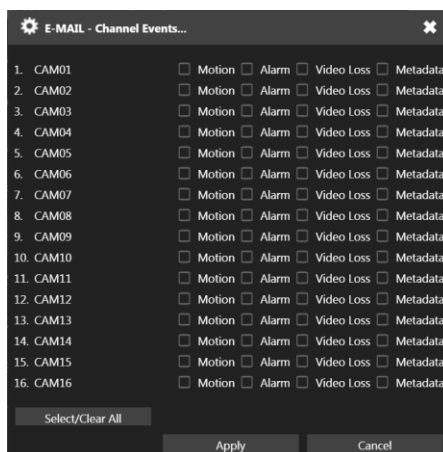 E-MAIL - Channel Events...
1. CAM01 Motion Alarm Video Loss Metadata
2. CAM02 Motion Alarm Video Loss Metadata
3. CAM03 Motion Alarm Video Loss Metadata
4. CAM04 Motion Alarm Video Loss Metadata
5. CAM05 Motion Alarm Video Loss Metadata
6. CAM06 Motion Alarm Video Loss Metadata
7. CAM07 Motion Alarm Video Loss Metadata
8. CAM08 Motion Alarm Video Loss Metadata
9. CAM09 Motion Alarm Video Loss Metadata
10. CAM10 Motion Alarm Video Loss Metadata
11. CAM11 Motion Alarm Video Loss Metadata
12. CAM12 Motion Alarm Video Loss Metadata
13. CAM13 Motion Alarm Video Loss Metadata
14. CAM14 Motion Alarm Video Loss Metadata
15. CAM15 Motion Alarm Video Loss Metadata
16. CAM16 Motion Alarm Video Loss Metadata
Select/Clear All
Apply Cancel